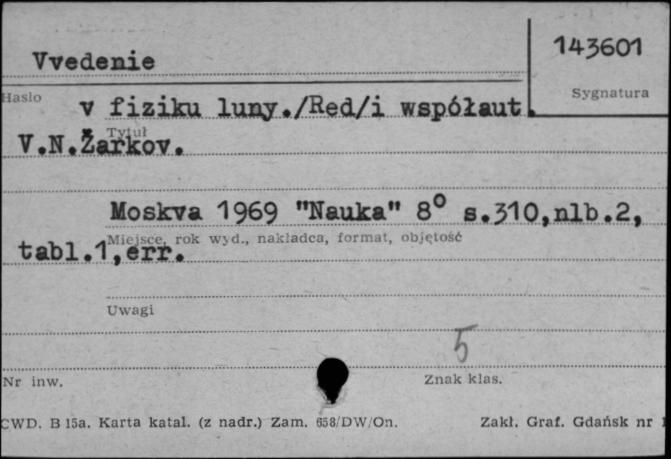 143601
Vvedenie
Sygnatura
Hasło
v fiziku luny./Red/i współaut.
Tytuł
V.N.Žarkov.
Moskva 1969 "Nauka" 8° s.310,nlb.2,
Miejsce, rok wyd., nakładca, format, objętość
tabl.1,err.
Uwagi
5
Nr inw.
Znak klas.
CWD. B 15a. Karta katal. (z nadr.) Zam. 658/DW/On.
Zakł. Graf. Gdańsk nr 1